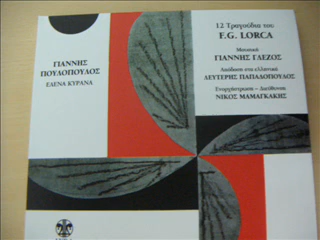 ΓΙΑΝΝΗΣ
ΠΟΥΛΟΠΟΥΛΟΣ
ΕΛΕΝΑ ΚΥΡΑΝΑ
12 Τραγούδια του
F.G. LORCA
Μουσική
ΓΙΑΝΝΗΣ ΓΛΕΖΟΣ
Απόδοση στα ελληνικά
ΛΕΥΤΕΡΗΣ ΠΑΠΑΔΟΠΟΥΛΟΣ
Ενορχήστρωση – Διεύθυνση
ΝΙΚΟΣ ΜΑΜΑΓΚΑΚΗΣ